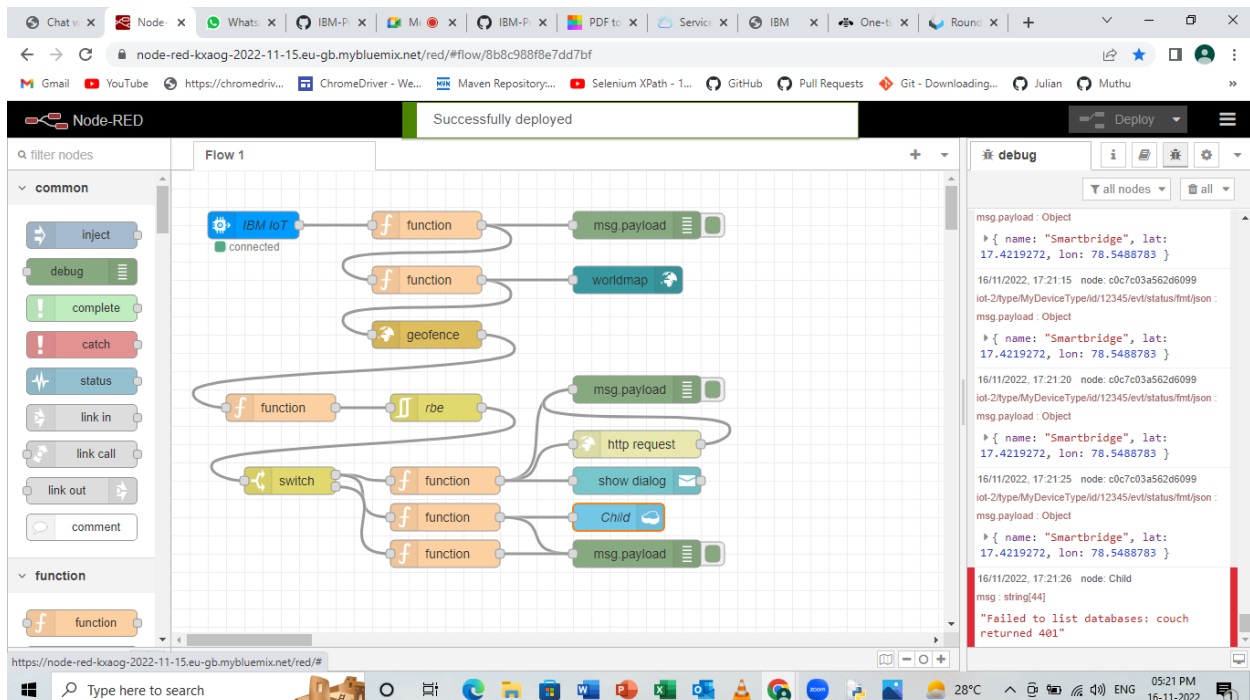 Chat w
Node-
Whats
IBM-Pr
Me
IBM-Pr
PDF to
Service
IBM
One-ti
Round
node-red-kxaog-2022-11-15.eu-gb.mybluemix.net/red/#flow/8b8c988f8e7dd7bf
Gmail
YouTube
https://chromedriv...
ChromeDriver - We...
Maven Repository:...
Selenium XPath - 1...
GitHub
Pull Requests
Git - Downloading...
Julian
Muthu
»
Node-RED
Successfully deployed
Deploy
filter nodes
Flow 1
debug
all nodes
all
common
inject
debug
complete
catch
status
link in
link call
link out
comment
function
function
IBM IoT
connected
function
msg.payload
function
worldmap
geofence
function
rbe
msg.payload
http request
switch
function
show dialog
function
Child
function
msg.payload
msg.payload : Object
{ name: "Smartbridge", lat:
17.4219272, lon: 78.5488783 }
16/11/2022, 17:21:15 node: c0c7c03a562d6099
iot-2/type/MyDeviceType/id/12345/evt/status/fmt/json :
msg.payload : Object
{ name: "Smartbridge", lat:
17.4219272, lon: 78.5488783 }
16/11/2022, 17:21:20 node: c0c7c03a562d6099
iot-2/type/MyDeviceType/id/12345/evt/status/fmt/json :
msg.payload : Object
{ name: "Smartbridge", lat:
17.4219272, lon: 78.5488783 }
16/11/2022, 17:21:25 node: c0c7c03a562d6099
iot-2/type/MyDeviceType/id/12345/evt/status/fmt/json :
msg.payload : Object
{ name: "Smartbridge", lat:
17.4219272, lon: 78.5488783 }
16/11/2022, 17:21:26 node: Child
msg : string[44]
"Failed to list databases: couch
returned 401"
https://node-red-kxaog-2022-11-15.eu-gb.mybluemix.net/red/#
Type here to search
zoom
28°C
ENG
05:21 PM
16-11-2022